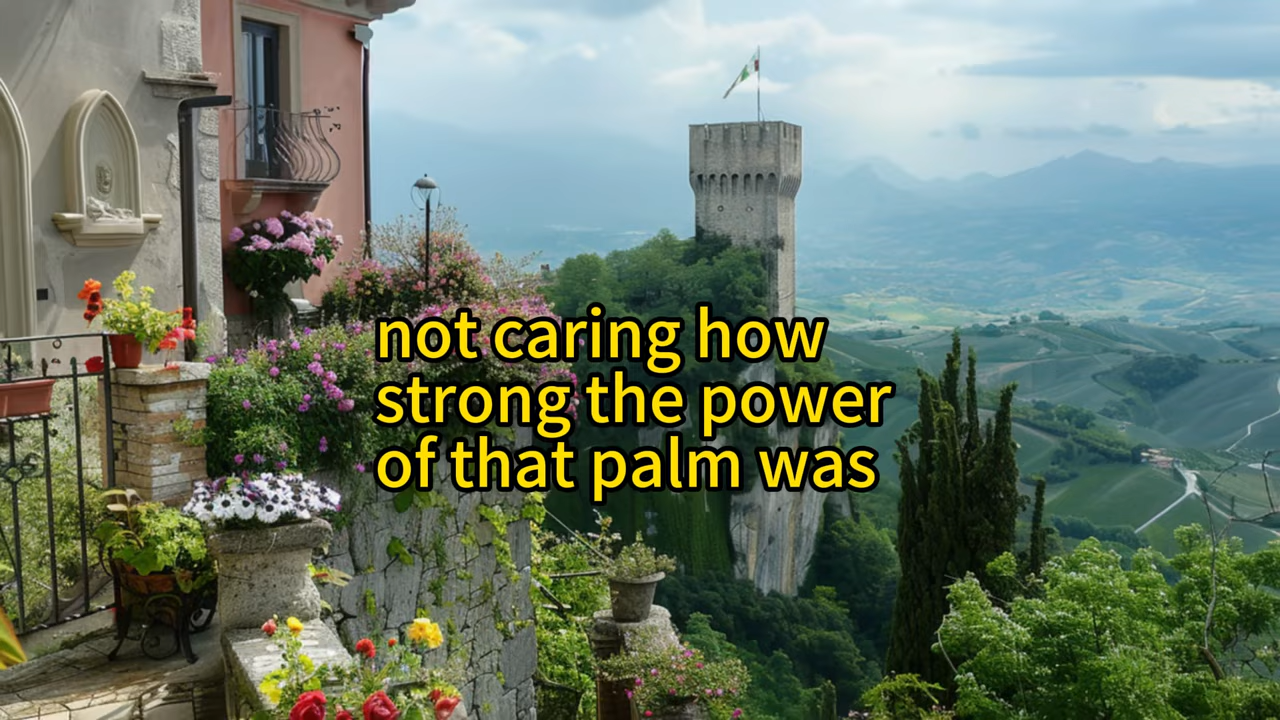 not caring how
strong the power
of that palm was